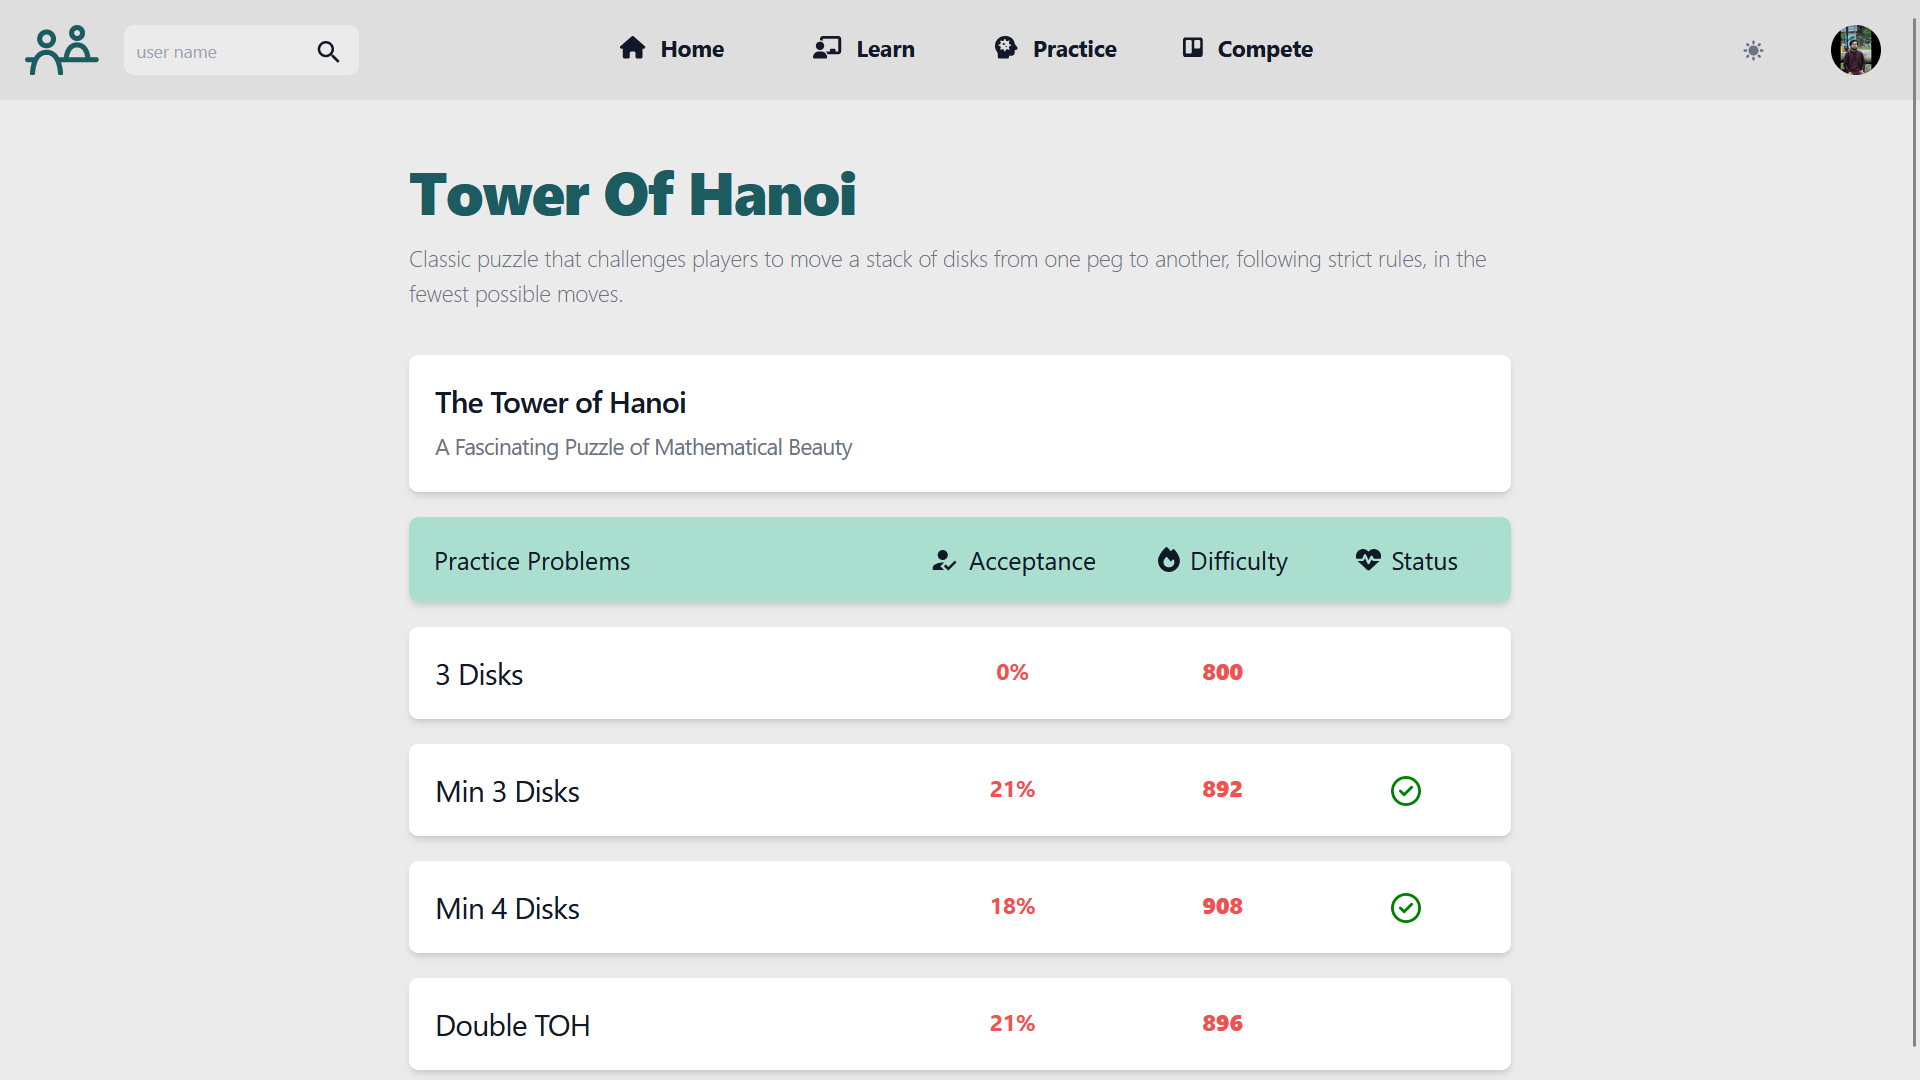 user name
Home
Learn
Practice
Compete
Tower Of Hanoi
Classic puzzle that challenges players to move a stack of disks from one peg to another, following strict rules, in the
fewest possible moves.
The Tower of Hanoi
A Fascinating Puzzle of Mathematical Beauty
Practice Problems Acceptance Difficulty Status
3 Disks 0% 800
Min 3 Disks 21% 892
Min 4 Disks 18% 908
Double TOH 21% 896